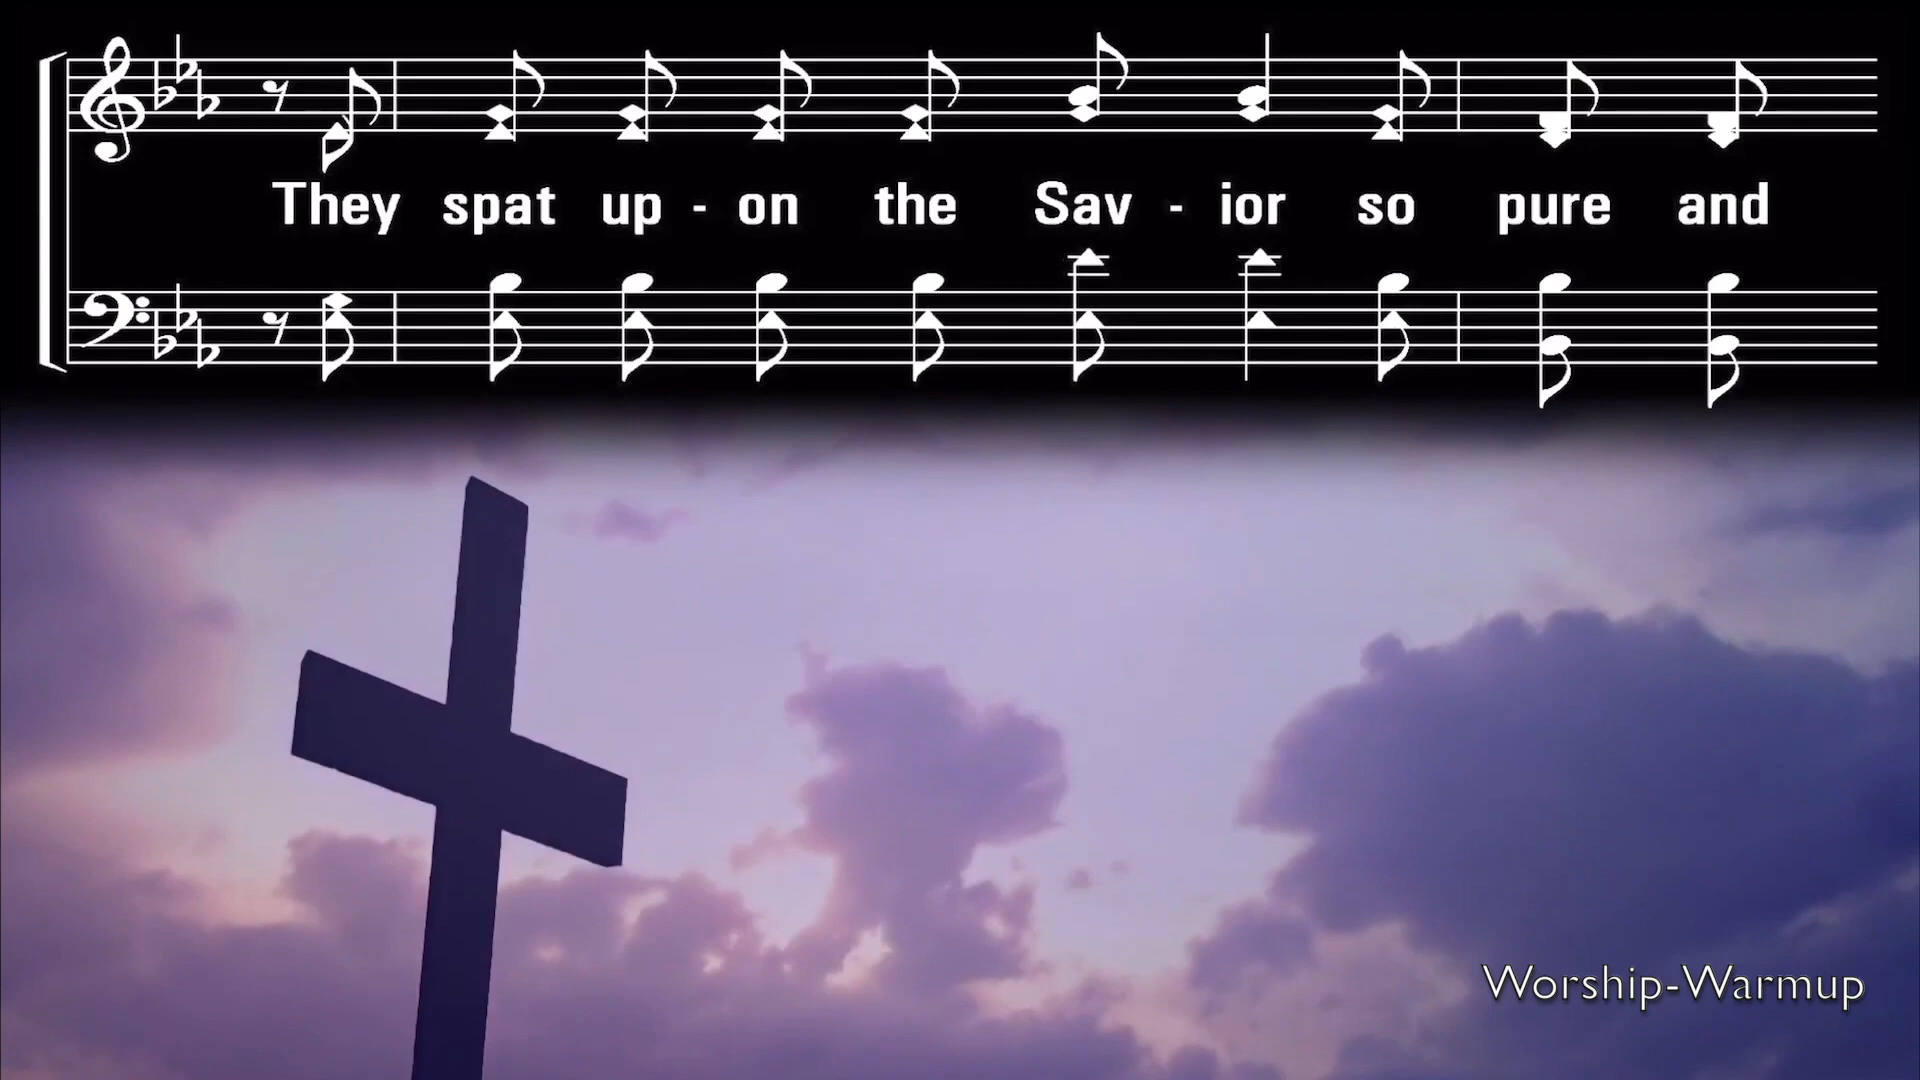 They spat up - on the Sav - ior so pure and
Worship-Warmup